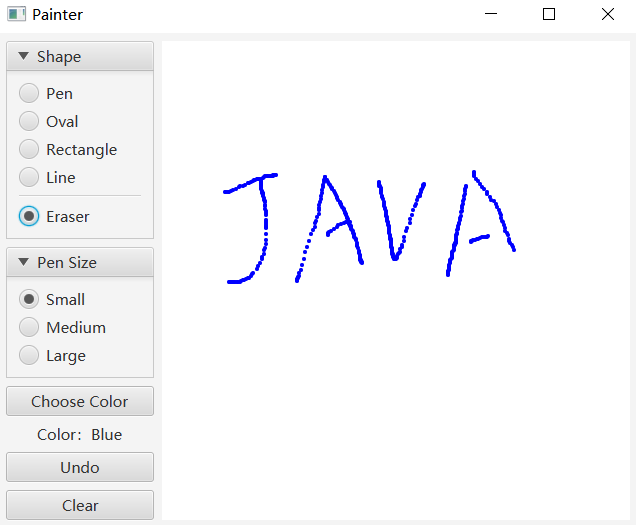 Painter
Shape
Pen
Oval
Rectangle
Line
Eraser
Pen Size
Small
Medium
Large
Choose Color
Color：Blue
Undo
Clear
JAVA